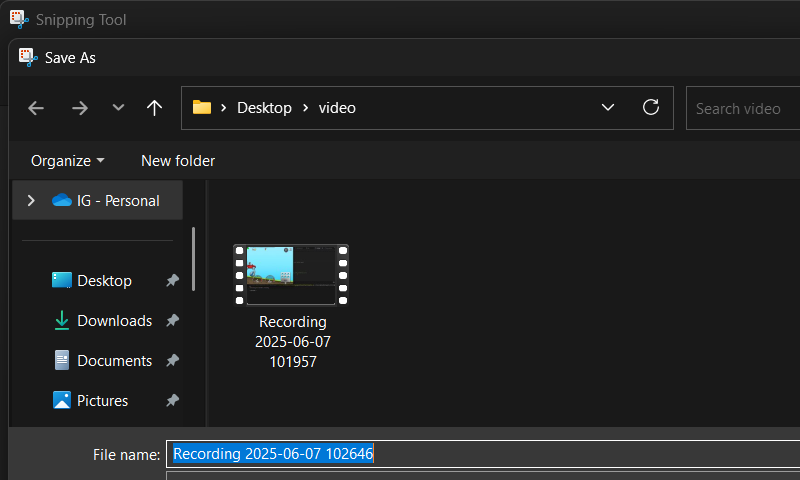 Snipping Tool
Save As
Desktop
video
Search video
Organize
New folder
IG - Personal
Desktop
Downloads
Documents
Pictures
Recording
2025-06-07
101957
File name:
Recording 2025-06-07 102646